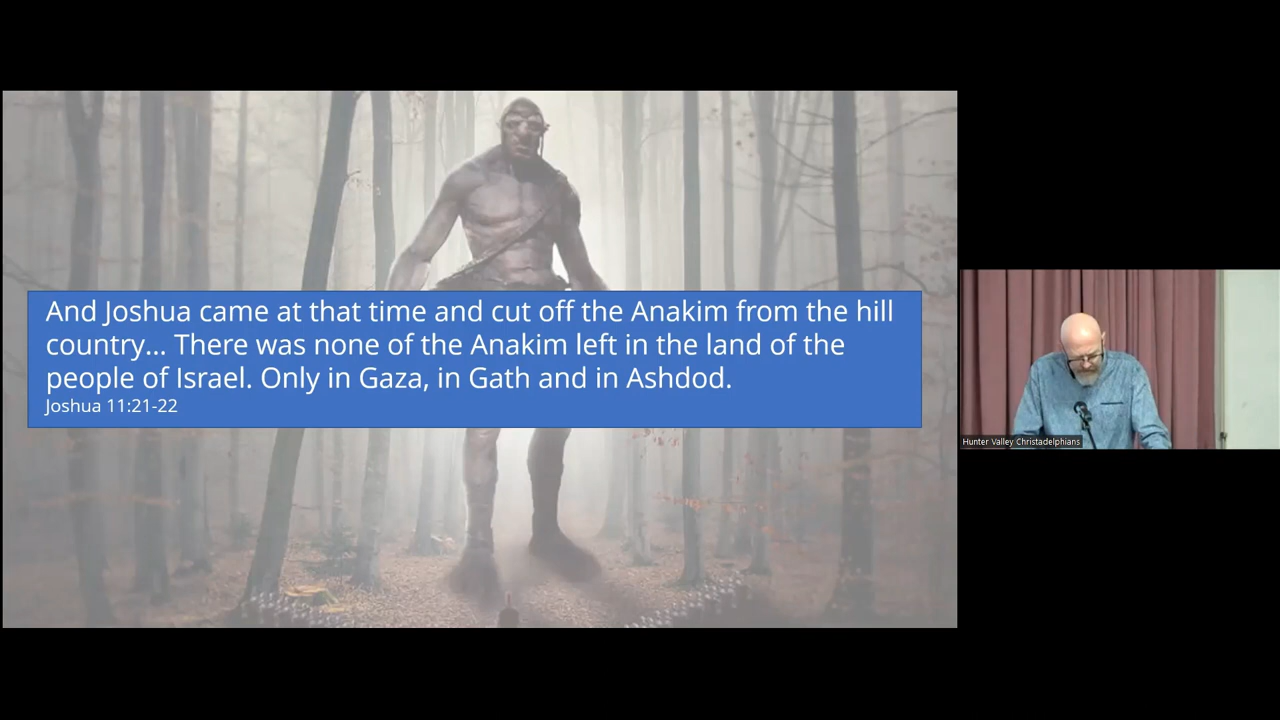 And Joshua came at that time and cut off the Anakim from the hill
country... There was none of the Anakim left in the land of the
people of Israel. Only in Gaza, in Gath and in Ashdod.
Joshua 11:21-22
Hunter Valley Christadelphians